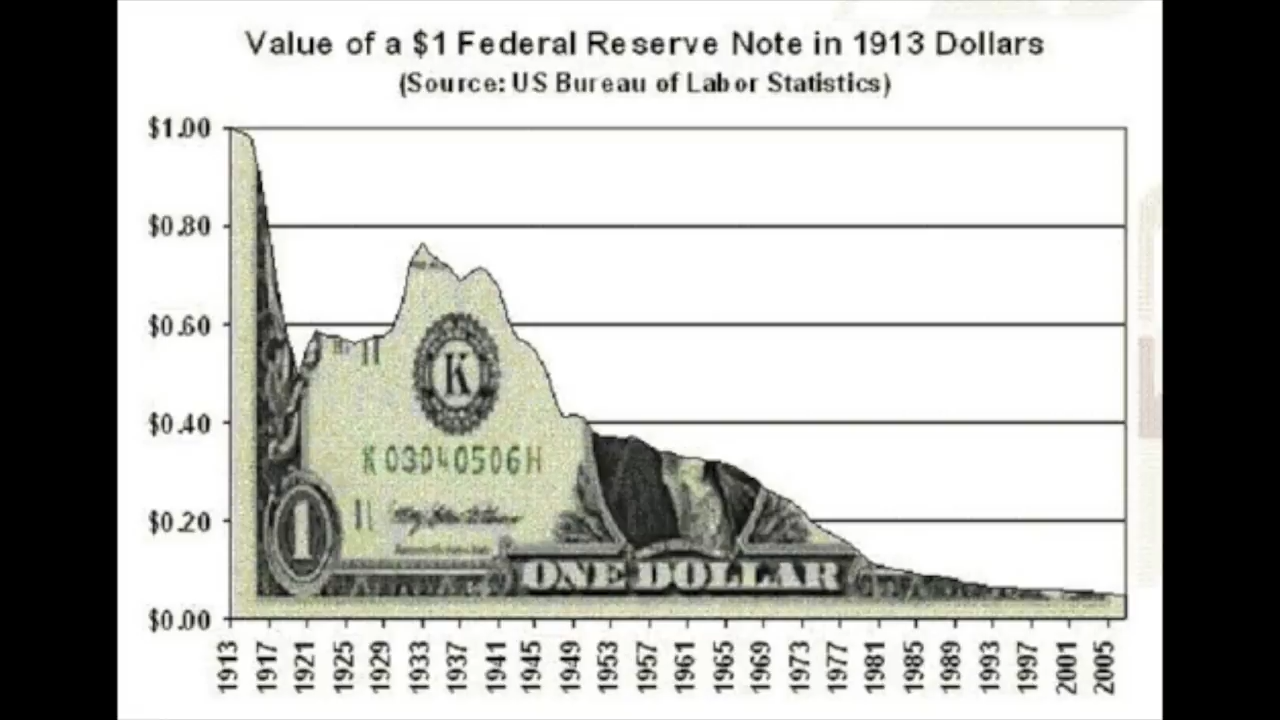 Value of a $1 Federal Reserve Note in 1913 Dollars
(Source: US Bureau of Labor Statistics)
$1.00
$0.80
$0.60
$0.40
$0.20
$0.00
K
K 03040506 H
1
ONE DOLLAR
1913 1917 1921 1925 1929 1933 1937 1941 1945 1949 1953 1957 1961 1965 1969 1973 1977 1981 1985 1989 1993 1997 2001 2005